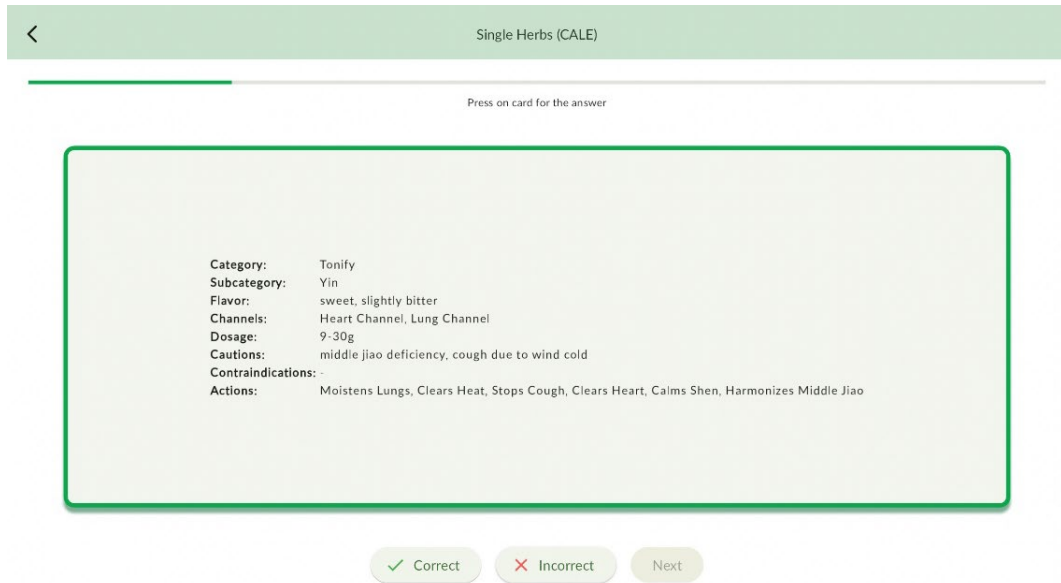 Single Herbs (CALE)
Press on card for the answer
Category: Tonify
Subcategory: Yin
Flavor: sweet, slightly bitter
Channels: Heart Channel, Lung Channel
Dosage: 9-30g
Cautions: middle jiao deficiency, cough due to wind cold
Contraindications: -
Actions: Moistens Lungs, Clears Heat, Stops Cough, Clears Heart, Calms Shen, Harmonizes Middle Jiao
Correct Incorrect Next